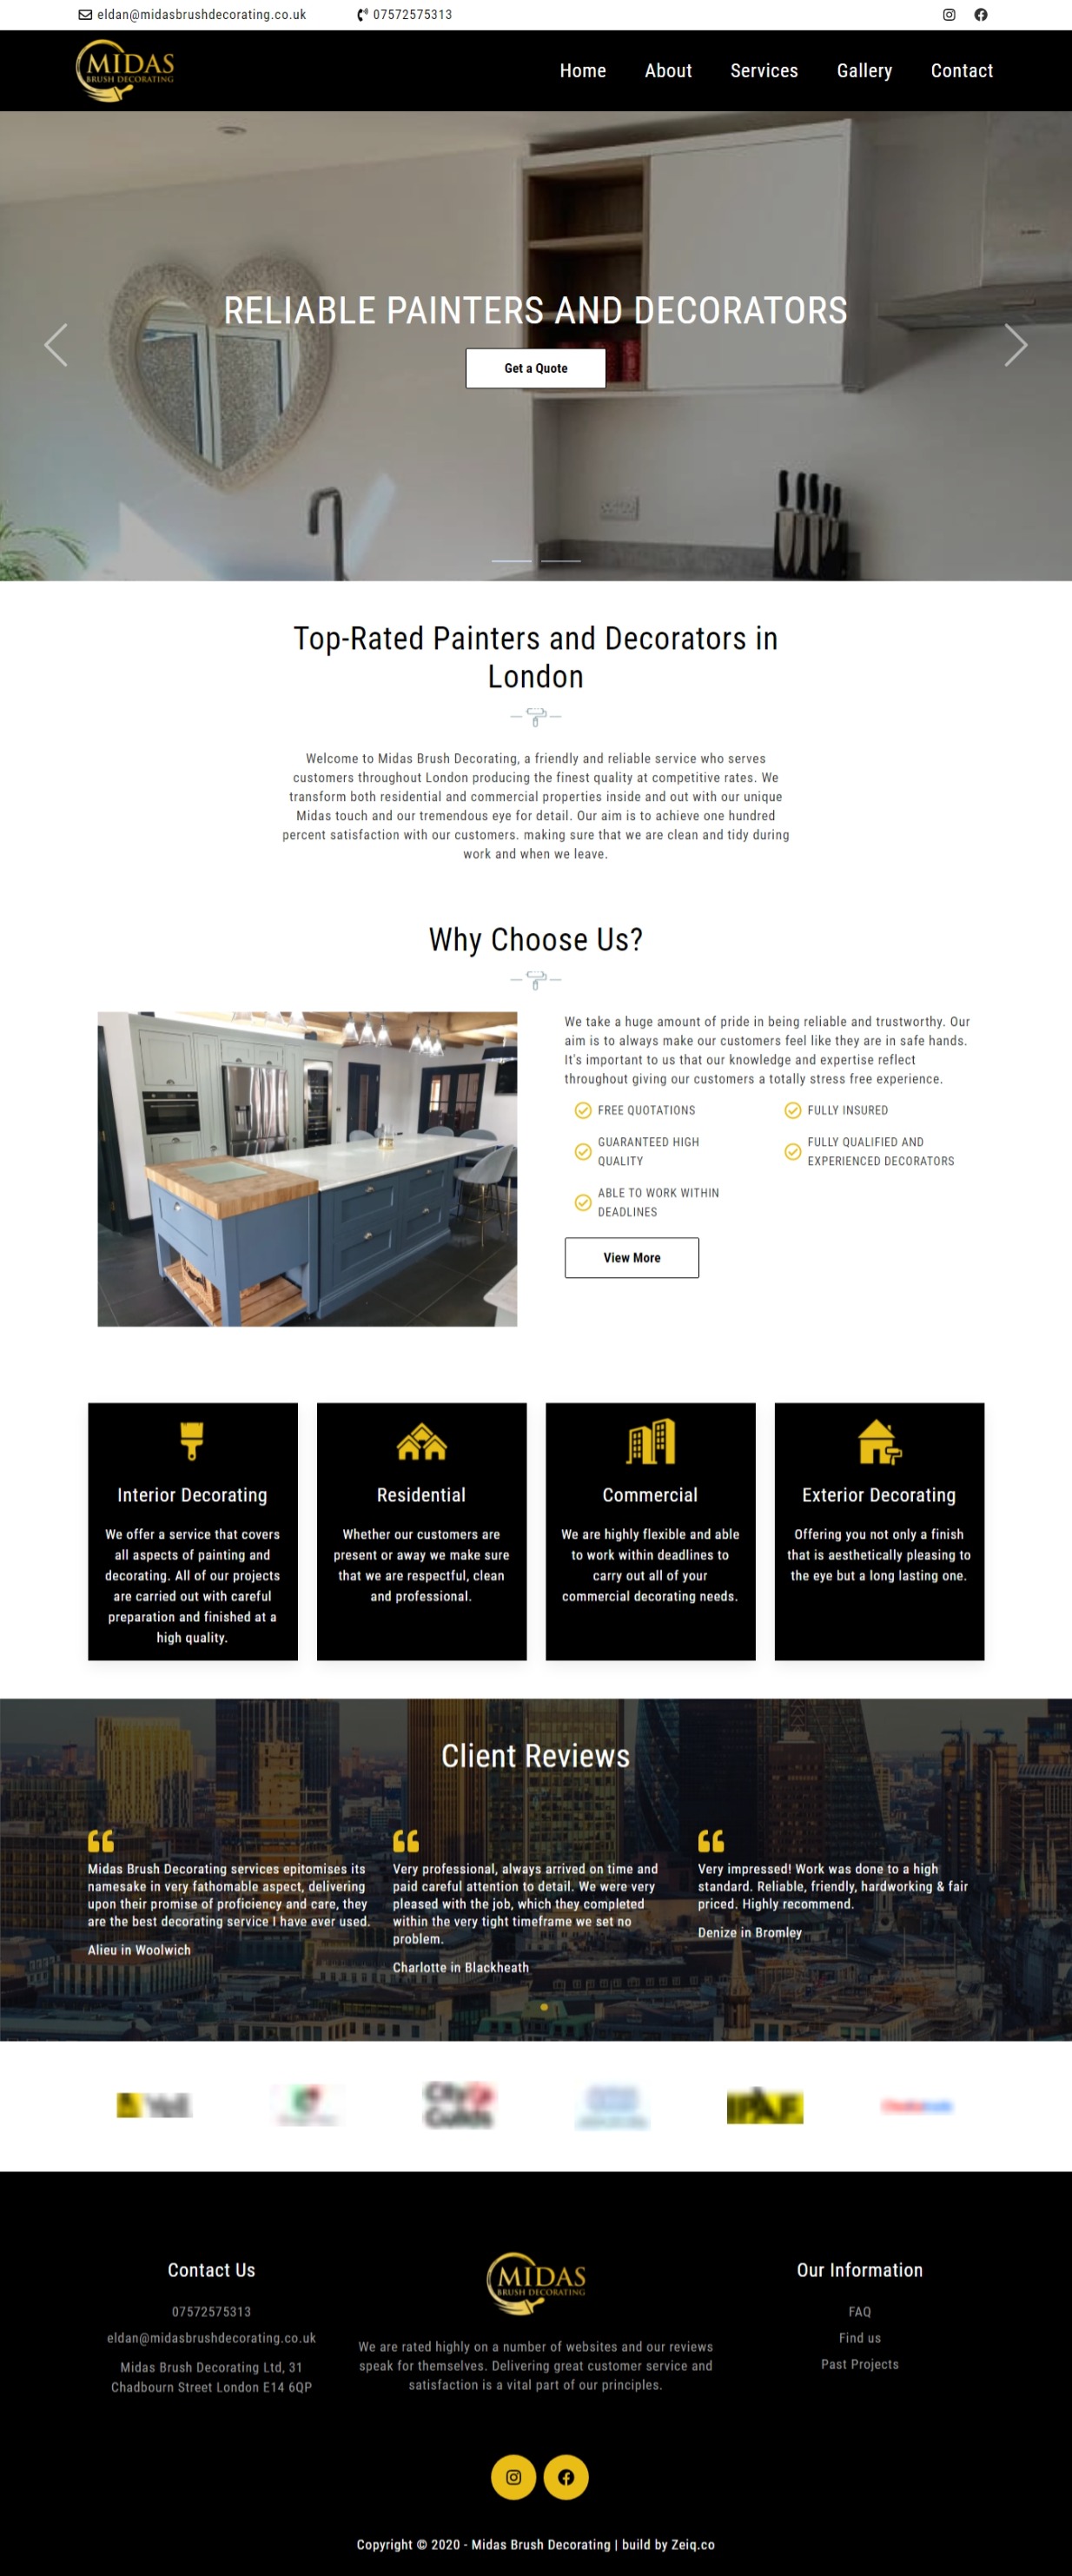 eldan@midasbrushdecorating.co.uk
07572575313
MIDAS
BRUSH DECORATING
Home
About
Services
Gallery
Contact
RELIABLE PAINTERS AND DECORATORS
Get a Quote
Top-Rated Painters and Decorators in
London
Welcome to Midas Brush Decorating, a friendly and reliable service who serves
customers throughout London producing the finest quality at competitive rates. We
transform both residential and commercial properties inside and out with our unique
Midas touch and our tremendous eye for detail. Our aim is to achieve one hundred
percent satisfaction with our customers. making sure that we are clean and tidy during
work and when we leave.
Why Choose Us?
We take a huge amount of pride in being reliable and trustworthy. Our
aim is to always make our customers feel like they are in safe hands.
It's important to us that our knowledge and expertise reflect
throughout giving our customers a totally stress free experience.
FREE QUOTATIONS
FULLY INSURED
GUARANTEED HIGH
QUALITY
FULLY QUALIFIED AND
EXPERIENCED DECORATORS
ABLE TO WORK WITHIN
DEADLINES
View More
Interior Decorating
We offer a service that covers
all aspects of painting and
decorating. All of our projects
are carried out with careful
preparation and finished at a
high quality.
Residential
Whether our customers are
present or away we make sure
that we are respectful, clean
and professional.
Commercial
We are highly flexible and able
to work within deadlines to
carry out all of your
commercial decorating needs.
Exterior Decorating
Offering you not only a finish
that is aesthetically pleasing to
the eye but a long lasting one.
Client Reviews
Midas Brush Decorating services epitomises its
namesake in very fathomable aspect, delivering
upon their promise of proficiency and care, they
are the best decorating service I have ever used.
Alieu in Woolwich
Very professional, always arrived on time and
paid careful attention to detail. We were very
pleased with the job, which they completed
within the very tight timeframe we set no
problem.
Charlotte in Blackheath
Very impressed! Work was done to a high
standard. Reliable, friendly, hardworking & fair
priced. Highly recommend.
Denize in Bromley
City &
Guilds
IPAF
Contact Us
07572575313
eldan@midasbrushdecorating.co.uk
Midas Brush Decorating Ltd, 31
Chadbourn Street London E14 6QP
MIDAS
BRUSH DECORATING
We are rated highly on a number of websites and our reviews
speak for themselves. Delivering great customer service and
satisfaction is a vital part of our principles.
Our Information
FAQ
Find us
Past Projects
Copyright © 2020 - Midas Brush Decorating | build by Zeiq.co